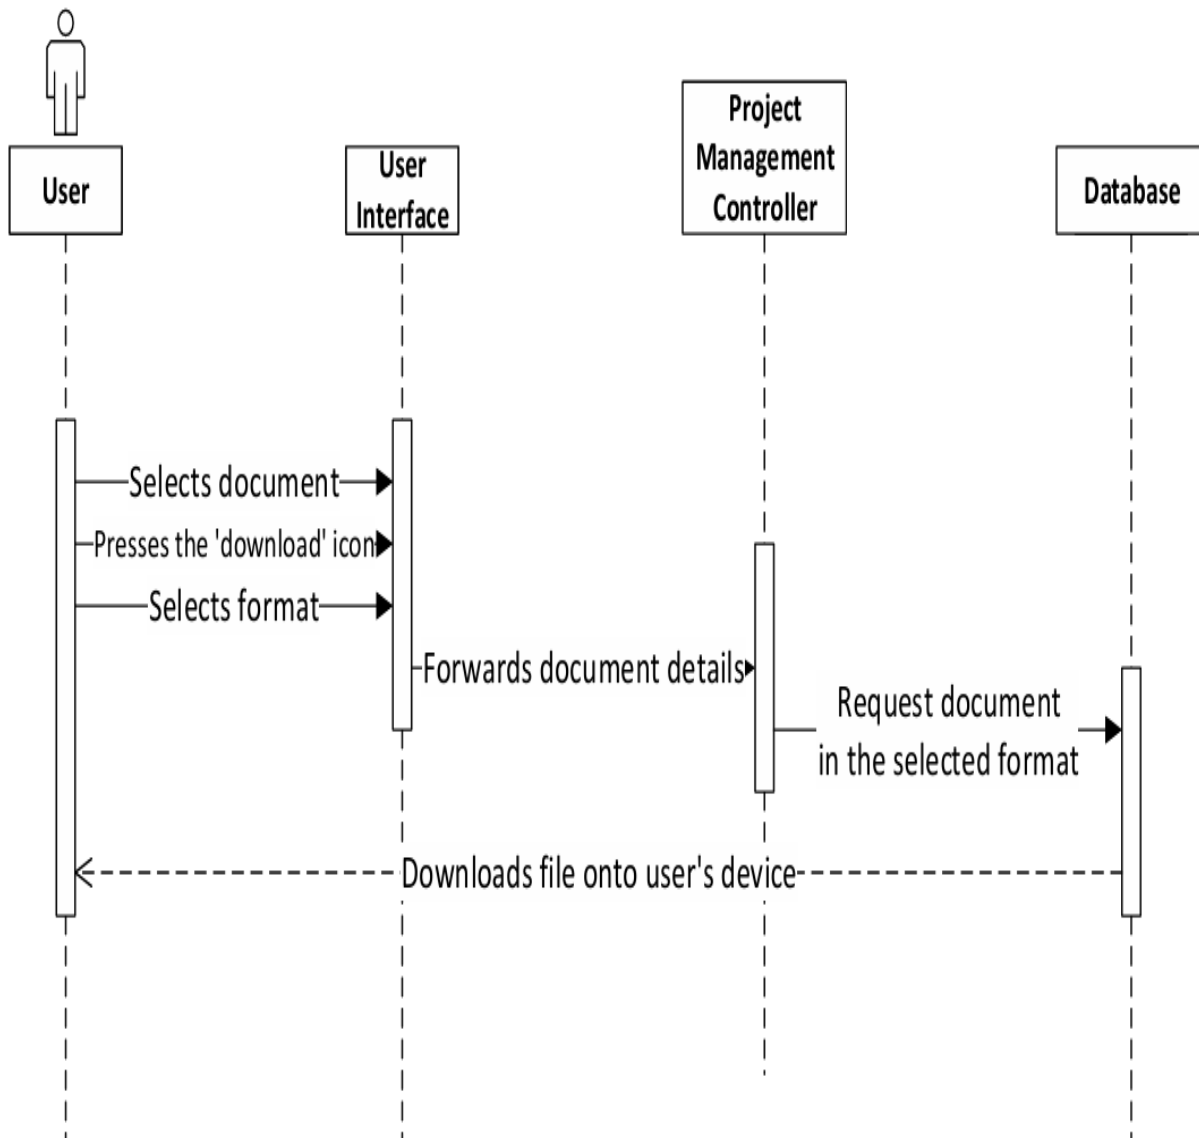 Project
Management
Controller
User
User
Interface
Database
Selects document
Presses the 'download' icon
Selects format
Forwards document details
Request document
in the selected format
Downloads file onto user's device